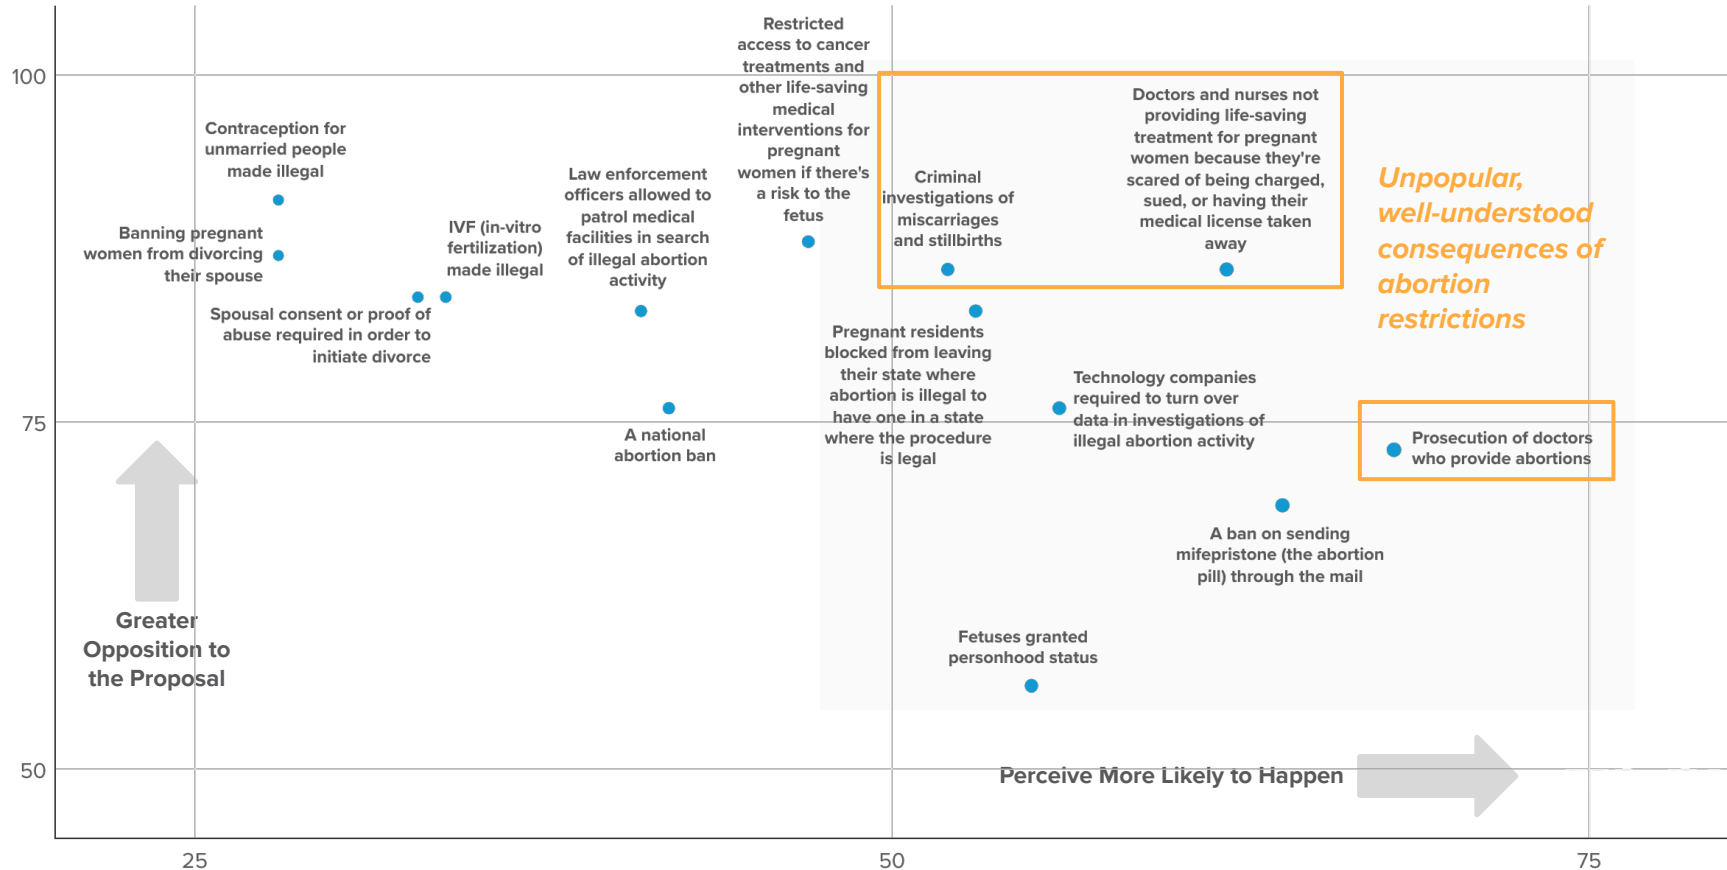 Restricted
access to cancer
treatments and
other life-saving
medical
interventions for
pregnant
women if there's
a risk to the
fetus
100
Contraception for
unmarried people
made illegal
Doctors and nurses not
providing life-saving
treatment for pregnant
women because they're
scared of being charged,
sued, or having their
medical license taken
away
Law enforcement
officers allowed to
patrol medical
facilities in search
of illegal abortion
activity
Criminal
investigations of
miscarriages
and stillbirths
Unpopular,
well-understood
consequences of
abortion
restrictions
Banning pregnant
women from divorcing
their spouse
IVF (in-vitro
fertilization)
made illegal
Spousal consent or proof of
abuse required in order to
initiate divorce
Pregnant residents
blocked from leaving
their state where
abortion is illegal to
have one in a state
where the procedure
is legal
Technology companies
required to turn over
data in investigations of
illegal abortion activity
75
A national
abortion ban
Prosecution of doctors
who provide abortions
A ban on sending
mifepristone (the abortion
pill) through the mail
Greater
Opposition to
the Proposal
Fetuses granted
personhood status
50
Perceive More Likely to Happen
25
50
75